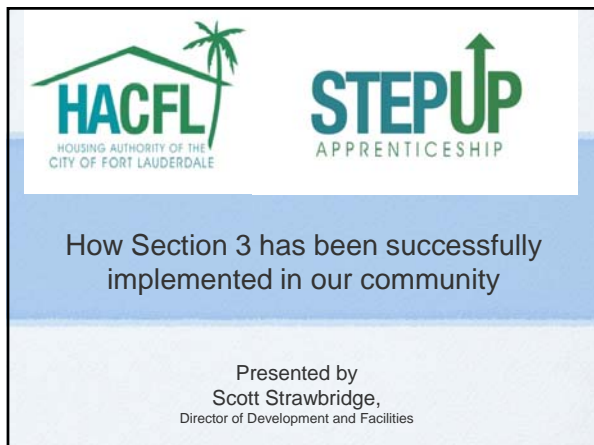 HACFL
HOUSING AUTHORITY OF THE
CITY OF FORT LAUDERDALE
STEPUP
APPRENTICESHIP
How Section 3 has been successfully
implemented in our community
Presented by
Scott Strawbridge,
Director of Development and Facilities